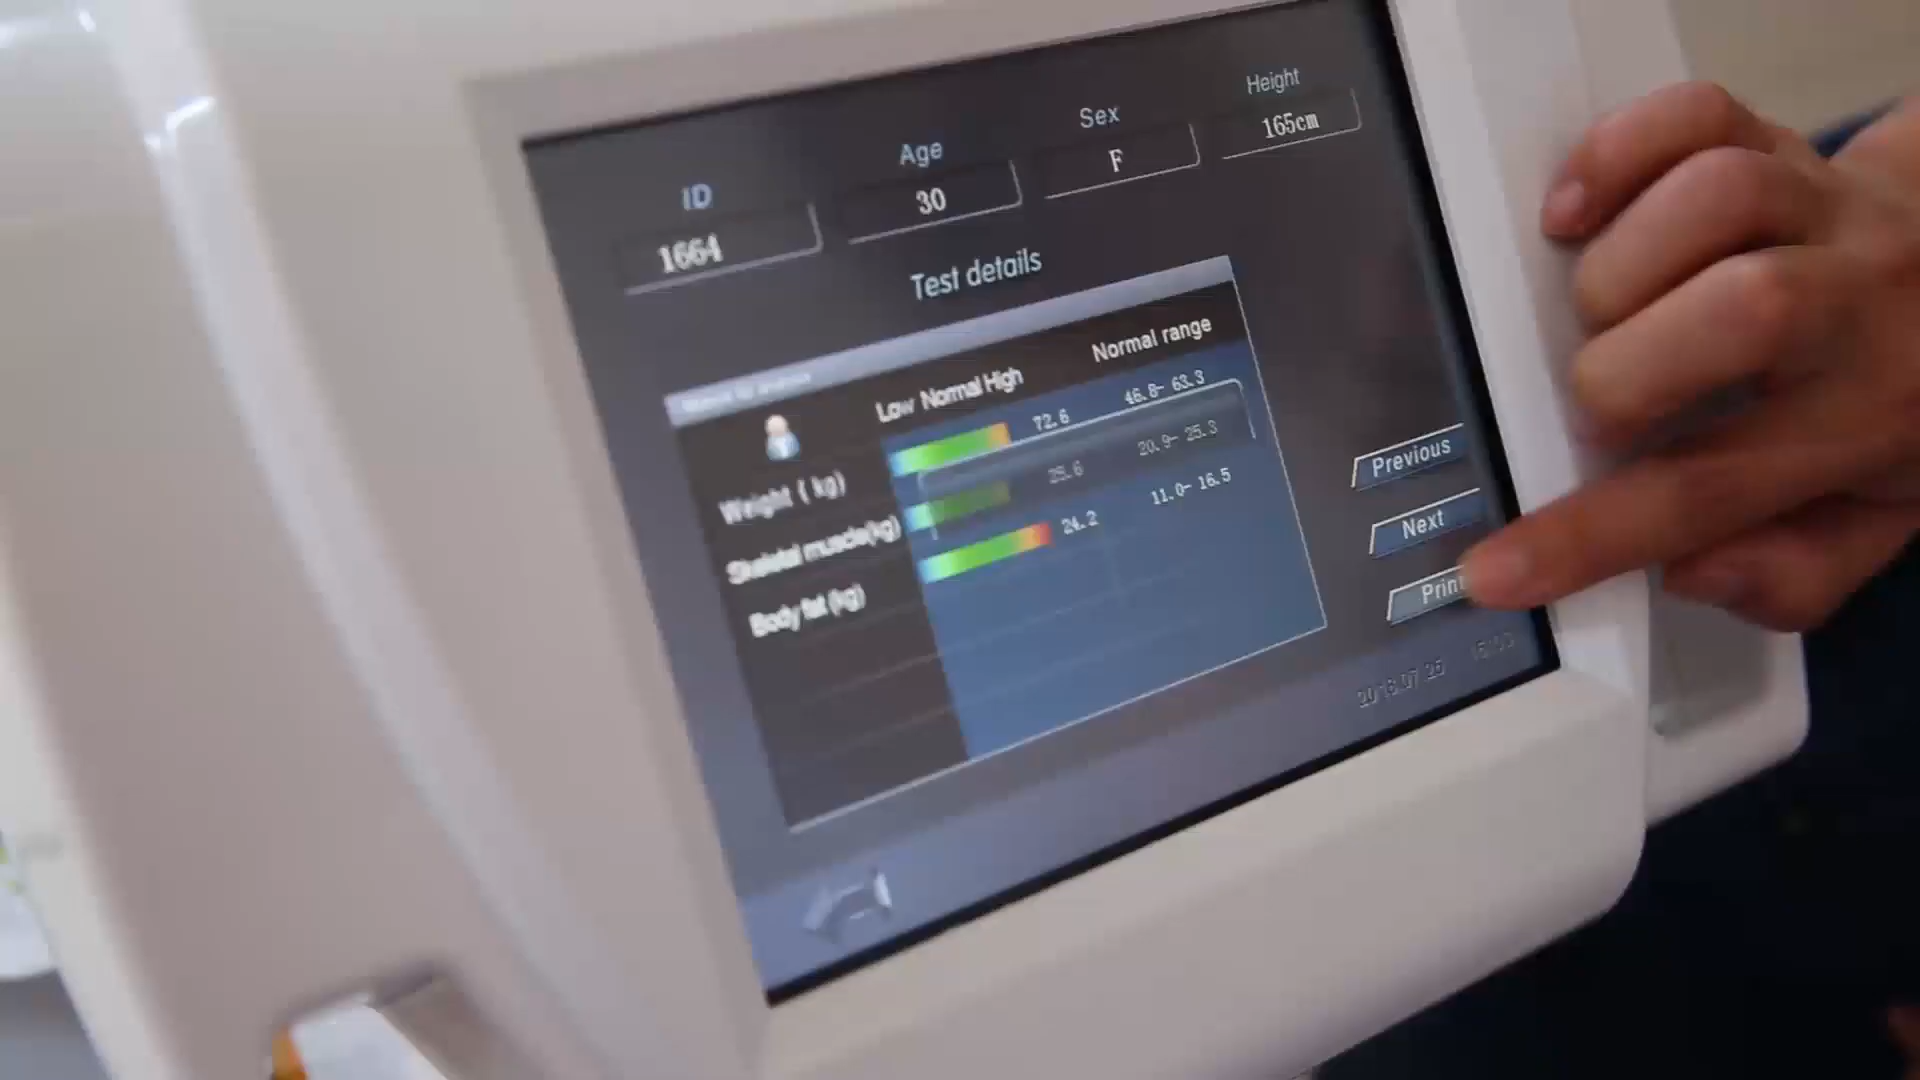 ID Age Sex Height
1664 30 F 165cm
Test details
Low Normal High Normal range
Weight ( kg) 72.6 46.8- 63.3
Skeletal muscle(kg) 25.6 20.9- 25.3
Body fat (kg) 24.2 11.0- 16.5
Previous
Next
Print